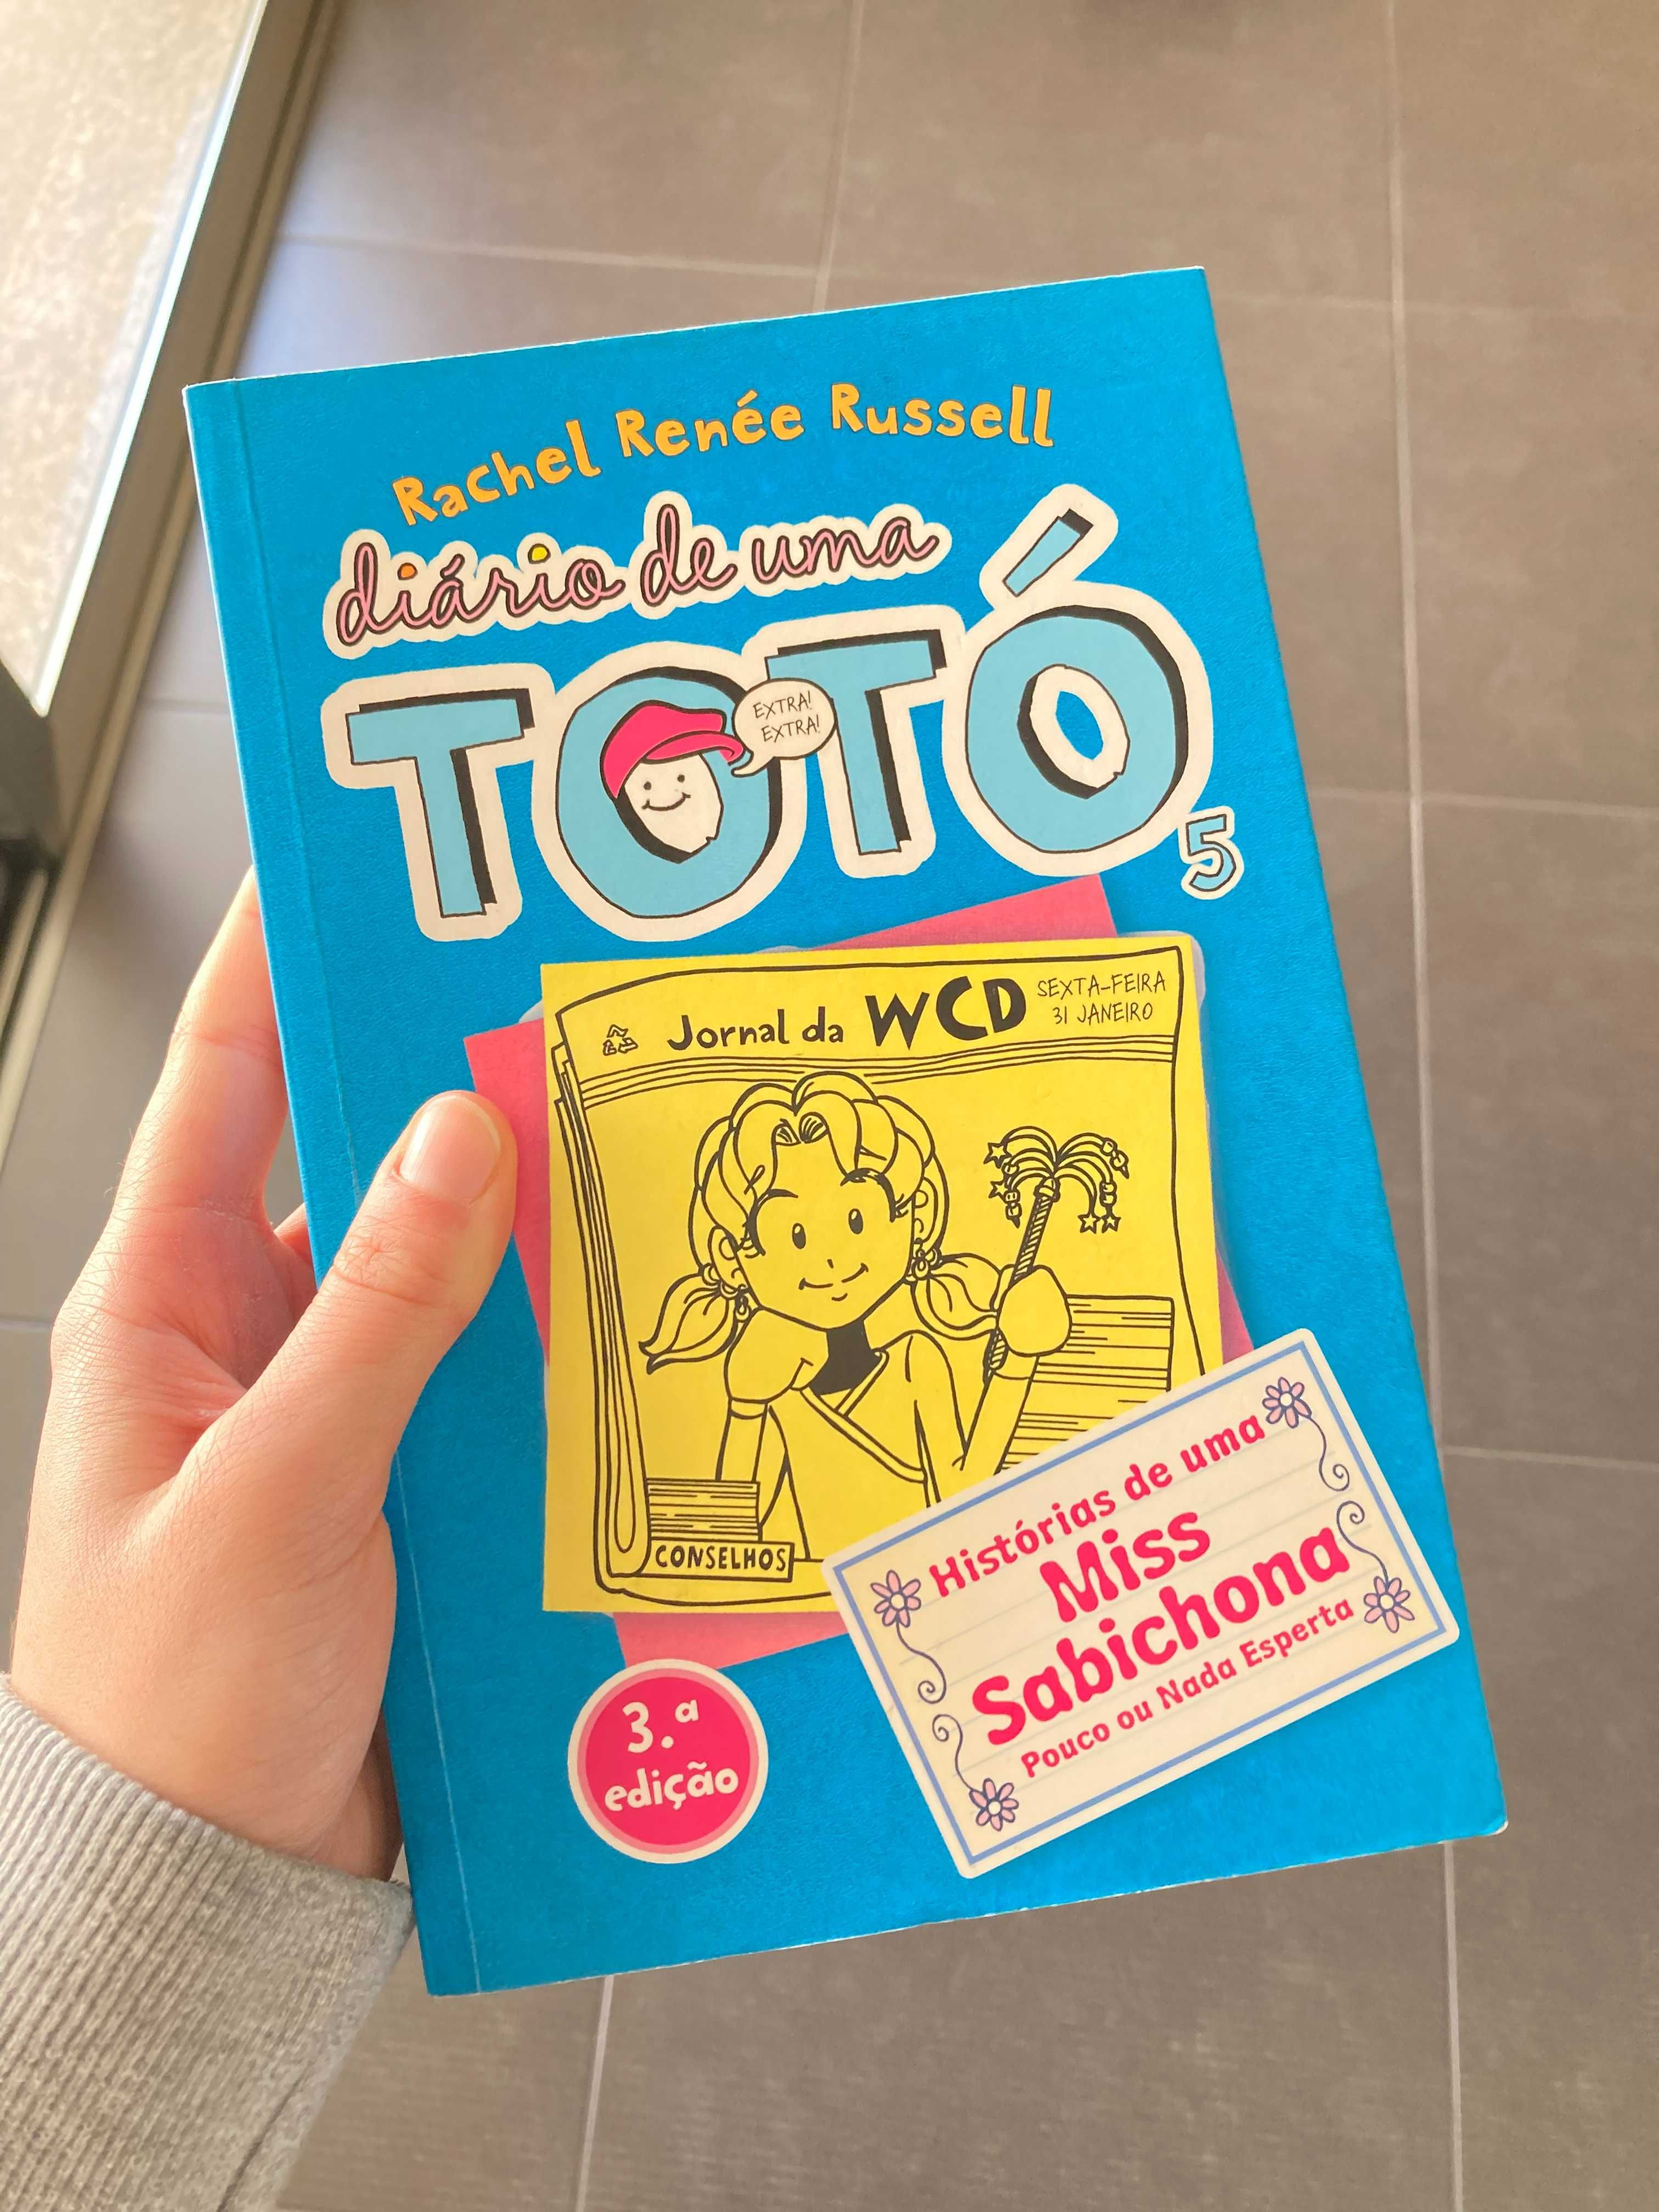 Rachel Renée Russell
diário de uma
TOTÓ
EXTRA!
EXTRA!
5
Jornal da WCD
SEXTA-FEIRA
31 JANEIRO
CONSELHOS
Histórias de uma
Miss
Sabichona
Pouco ou Nada Esperta
3.ª
edição